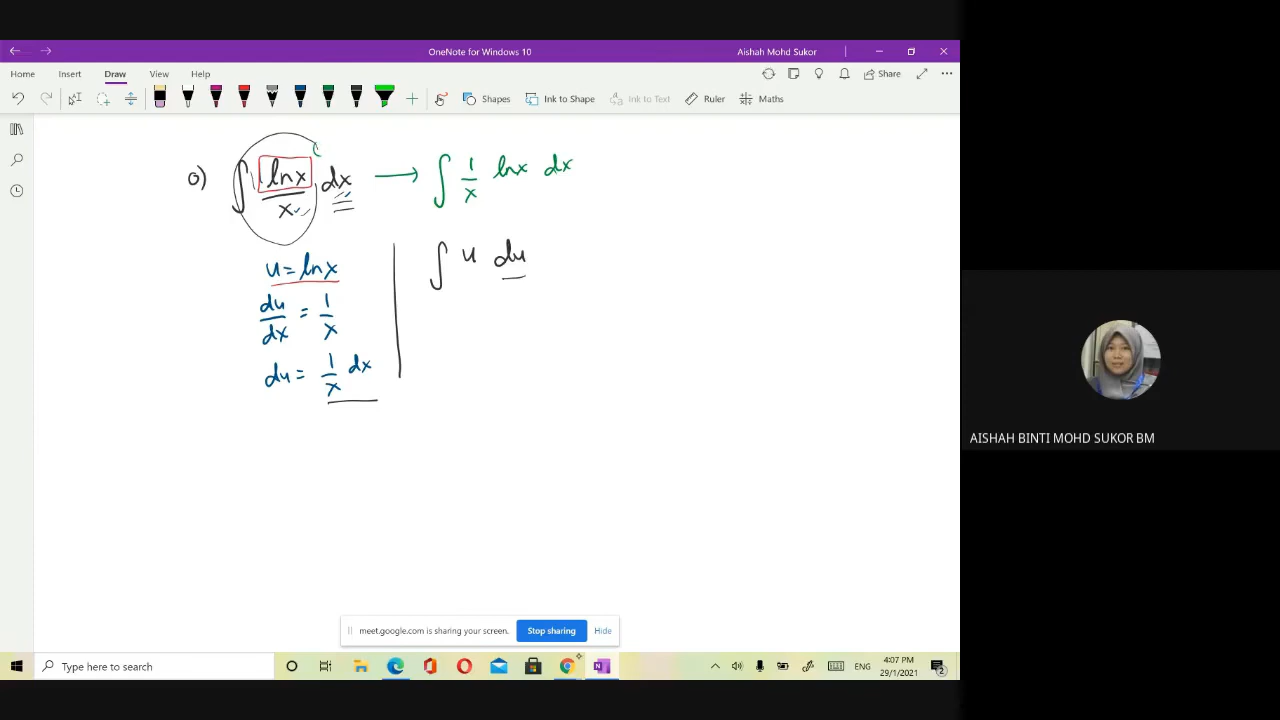 OneNote for Windows 10
Aishah Mohd Sukor
Home Insert Draw View Help
Share
Shapes Ink to Shape Ink to Text Ruler Maths
o) ∫ lnx/x dx → ∫ 1/x lnx dx
u = lnx
∫ u du
du/dx = 1/x
du = 1/x dx
AISHAH BINTI MOHD SUKOR BM
meet.google.com is sharing your screen. Stop sharing Hide
Type here to search
ENG
4:07 PM
29/1/2021
2